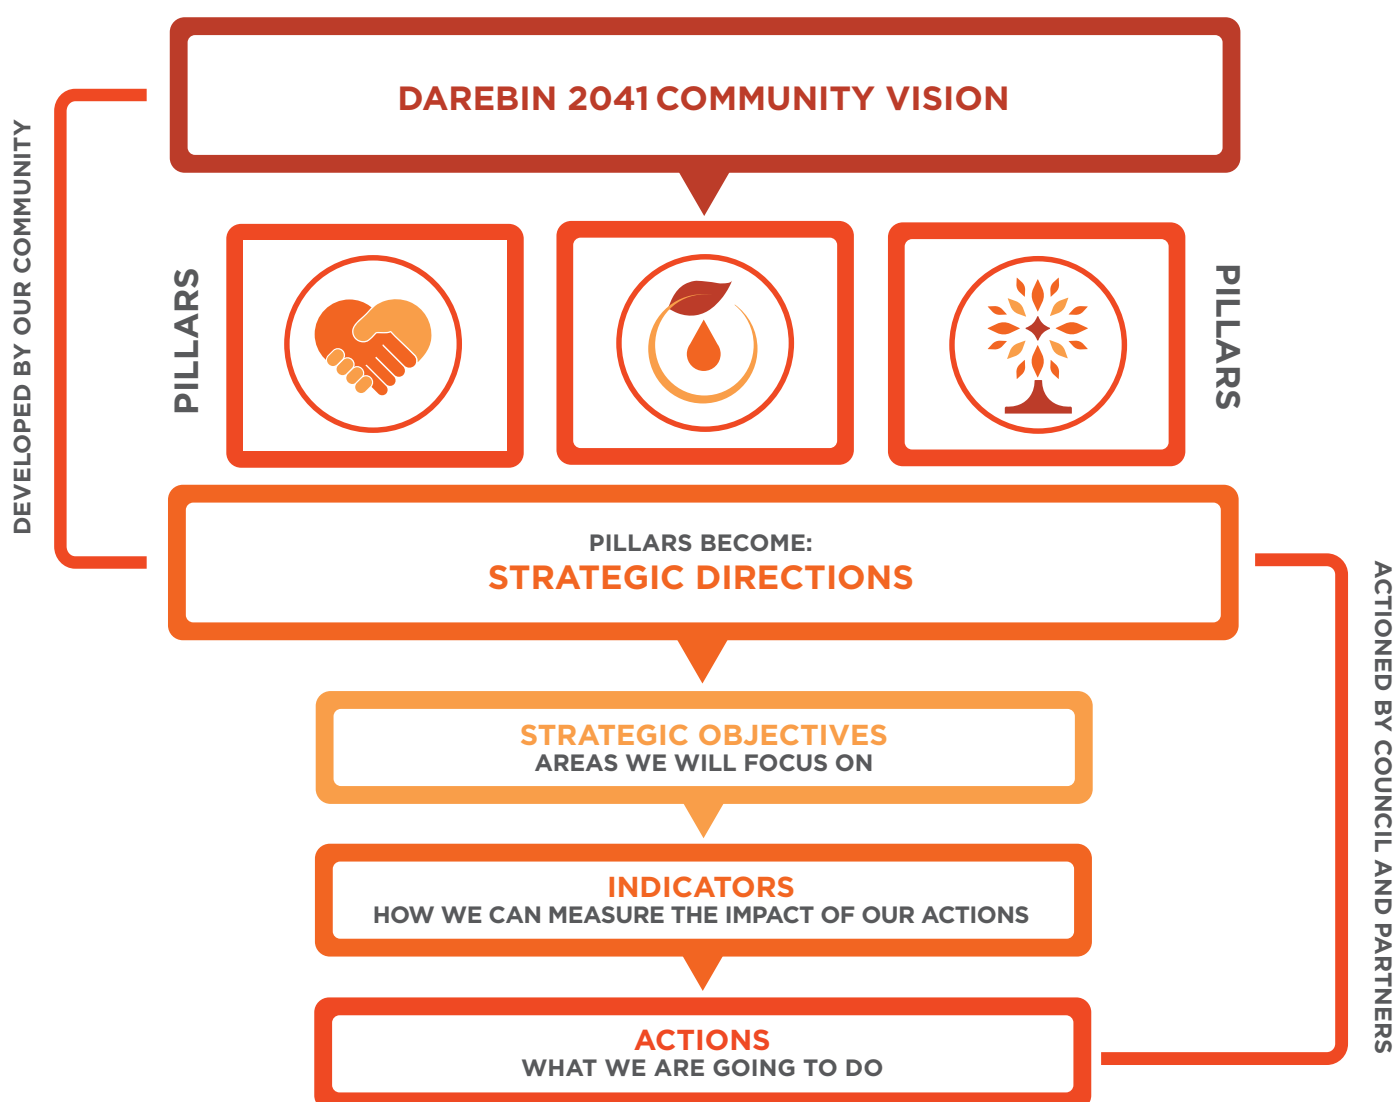 DAREBIN 2041 COMMUNITY VISION
DEVELOPED BY OUR COMMUNITY
PILLARS
PILLARS
PILLARS BECOME:
STRATEGIC DIRECTIONS
ACTIONED BY COUNCIL AND PARTNERS
STRATEGIC OBJECTIVES
AREAS WE WILL FOCUS ON
INDICATORS
HOW WE CAN MEASURE THE IMPACT OF OUR ACTIONS
ACTIONS
WHAT WE ARE GOING TO DO